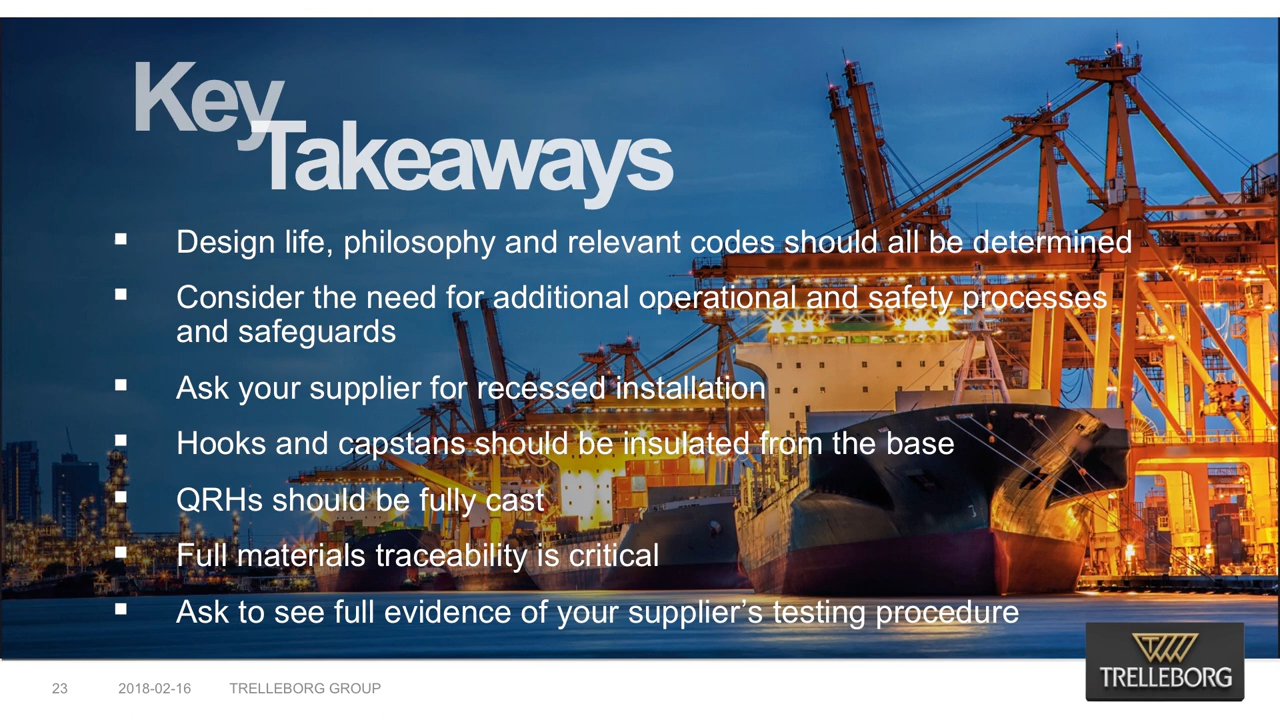 Key
Takeaways
▪ Design life, philosophy and relevant codes should all be determined
▪ Consider the need for additional operational and safety processes
and safeguards
▪ Ask your supplier for recessed installation
▪ Hooks and capstans should be insulated from the base
▪ QRHs should be fully cast
▪ Full materials traceability is critical
▪ Ask to see full evidence of your supplier’s testing procedure
23 2018-02-16 TRELLEBORG GROUP
TRELLEBORG